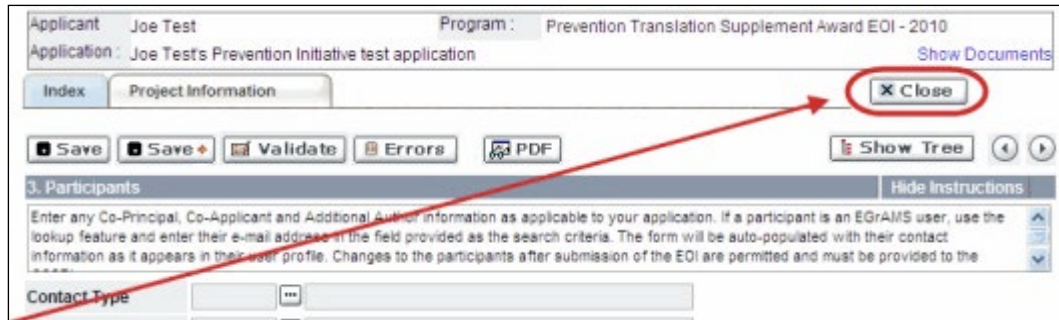 Applicant Joe Test Program : Prevention Translation Supplement Award EOI - 2010
Application : Joe Test's Prevention Initiative test application Show Documents
Index Project Information Close
Save Save Validate Errors PDF Show Tree
3. Participants Hide Instructions
Enter any Co-Principal, Co-Applicant and Additional Author information as applicable to your application. If a participant is an EGrAMS user, use the
lookup feature and enter their e-mail address in the field provided as the search criteria. The form will be auto-populated with their contact
information as it appears in their user profile. Changes to the participants after submission of the EOI are permitted and must be provided to the
Contact Type